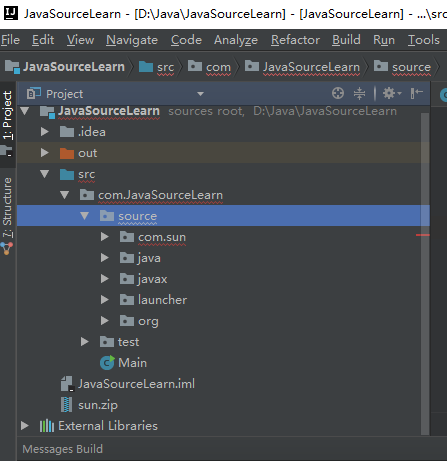 JavaSourceLearn - [D:\Java\JavaSourceLearn] - [JavaSourceLearn] - ...\src
File Edit View Navigate Code Analyze Refactor Build Run Tools
JavaSourceLearn src com JavaSourceLearn source
Project
1: Project
7: Structure
JavaSourceLearn sources root, D:\Java\JavaSourceLearn
.idea
out
src
com.JavaSourceLearn
source
com.sun
java
javax
launcher
org
test
Main
JavaSourceLearn.iml
sun.zip
External Libraries
Messages Build